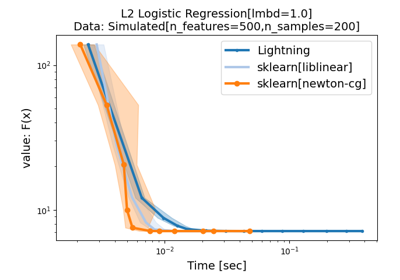 L2 Logistic Regression[lmbd=1.0]
Data: Simulated[n_features=500,n_samples=200]
Lightning
sklearn[liblinear]
sklearn[newton-cg]
value: F(x)
10²
10¹
10⁻²
10⁻¹
Time [sec]